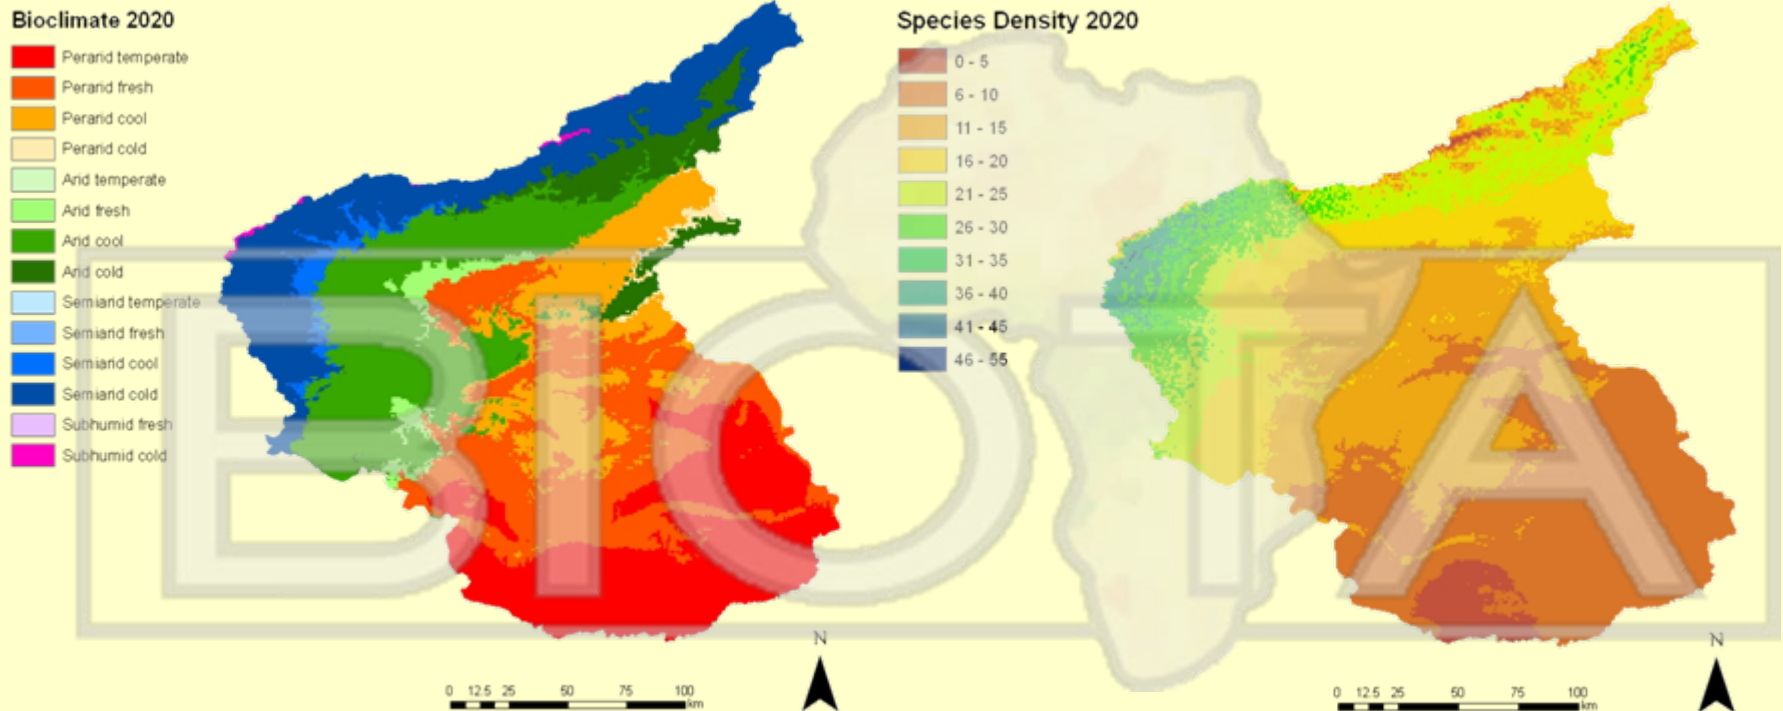 Bioclimate 2020
Perarid temperate
Perarid fresh
Perarid cool
Perarid cold
Arid temperate
Arid fresh
Arid cool
Arid cold
Semiarid temperate
Semiarid fresh
Semiarid cool
Semiarid cold
Subhumid fresh
Subhumid cold
N
0 12.5 25 50 75 100
km
Species Density 2020
0 - 5
6 - 10
11 - 15
16 - 20
21 - 25
26 - 30
31 - 35
36 - 40
41 - 45
46 - 55
N
0 12.5 25 50 75 100
km
BIOTA